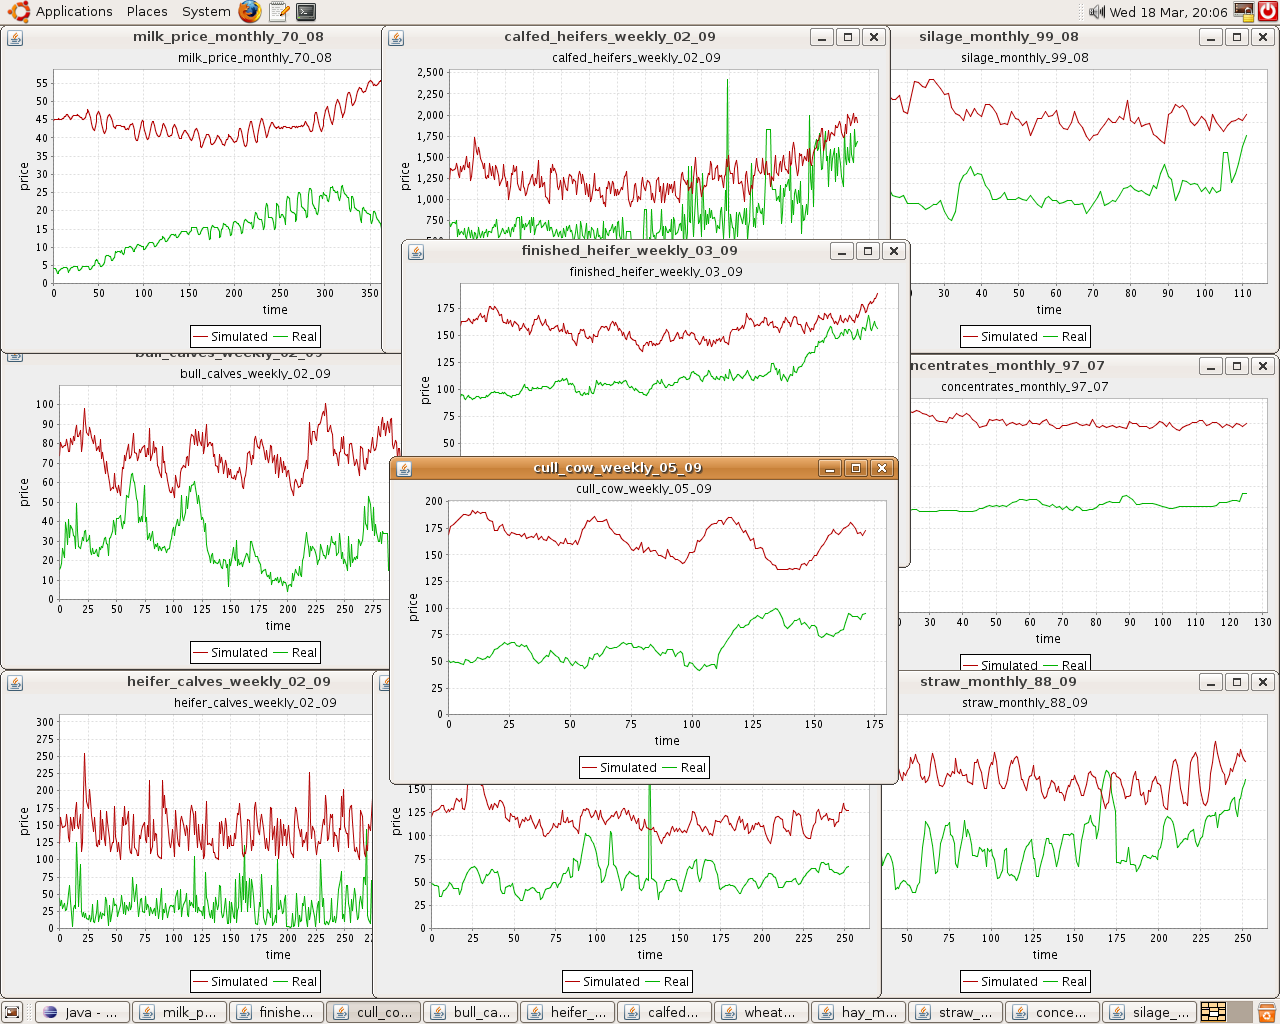 Applications Places System
Wed 18 Mar, 20:06
milk_price_monthly_70_08
milk_price_monthly_70_08
price
55
50
45
40
35
30
25
20
15
10
5
0
0 50 100 150 200 250 300 350
time
Simulated Real
calfed_heifers_weekly_02_09
calfed_heifers_weekly_02_09
price
2,500
2,250
2,000
1,750
1,500
1,250
1,000
750
silage_monthly_99_08
silage_monthly_99_08
30 40 50 60 70 80 90 100 110
time
Simulated Real
finished_heifer_weekly_03_09
finished_heifer_weekly_03_09
price
175
150
125
100
75
50
bull_calves_weekly_02_09
bull_calves_weekly_02_09
price
100
90
80
70
60
50
40
30
20
10
0
0 25 50 75 100 125 150 175 200 225 250 275
time
Simulated Real
ncentrates_monthly_97_07
concentrates_monthly_97_07
30 40 50 60 70 80 90 100 110 120 130
time
Simulated Real
cull_cow_weekly_05_09
cull_cow_weekly_05_09
price
200
175
150
125
100
75
50
25
0
0 25 50 75 100 125 150 175
time
Simulated Real
heifer_calves_weekly_02_09
heifer_calves_weekly_02_09
price
300
275
250
225
200
175
150
125
100
75
50
25
0
0 25 50 75 100 125 150 175 200 225 250
time
Simulated Real
price
150
125
100
75
50
25
0
0 25 50 75 100 125 150 175 200 225 250
time
Simulated Real
straw_monthly_88_09
straw_monthly_88_09
50 75 100 125 150 175 200 225 250
time
Simulated Real
Java - ... milk_p... finishe... cull_co... bull_ca... heifer_... calfed... wheat... hay_m... straw_... conce... silage_...